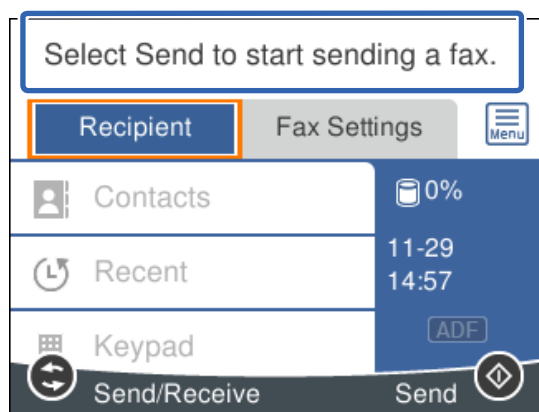 Select Send to start sending a fax.
Recipient
Fax Settings
Menu
Contacts
0%
Recent
11-29
14:57
Keypad
ADF
Send/Receive
Send